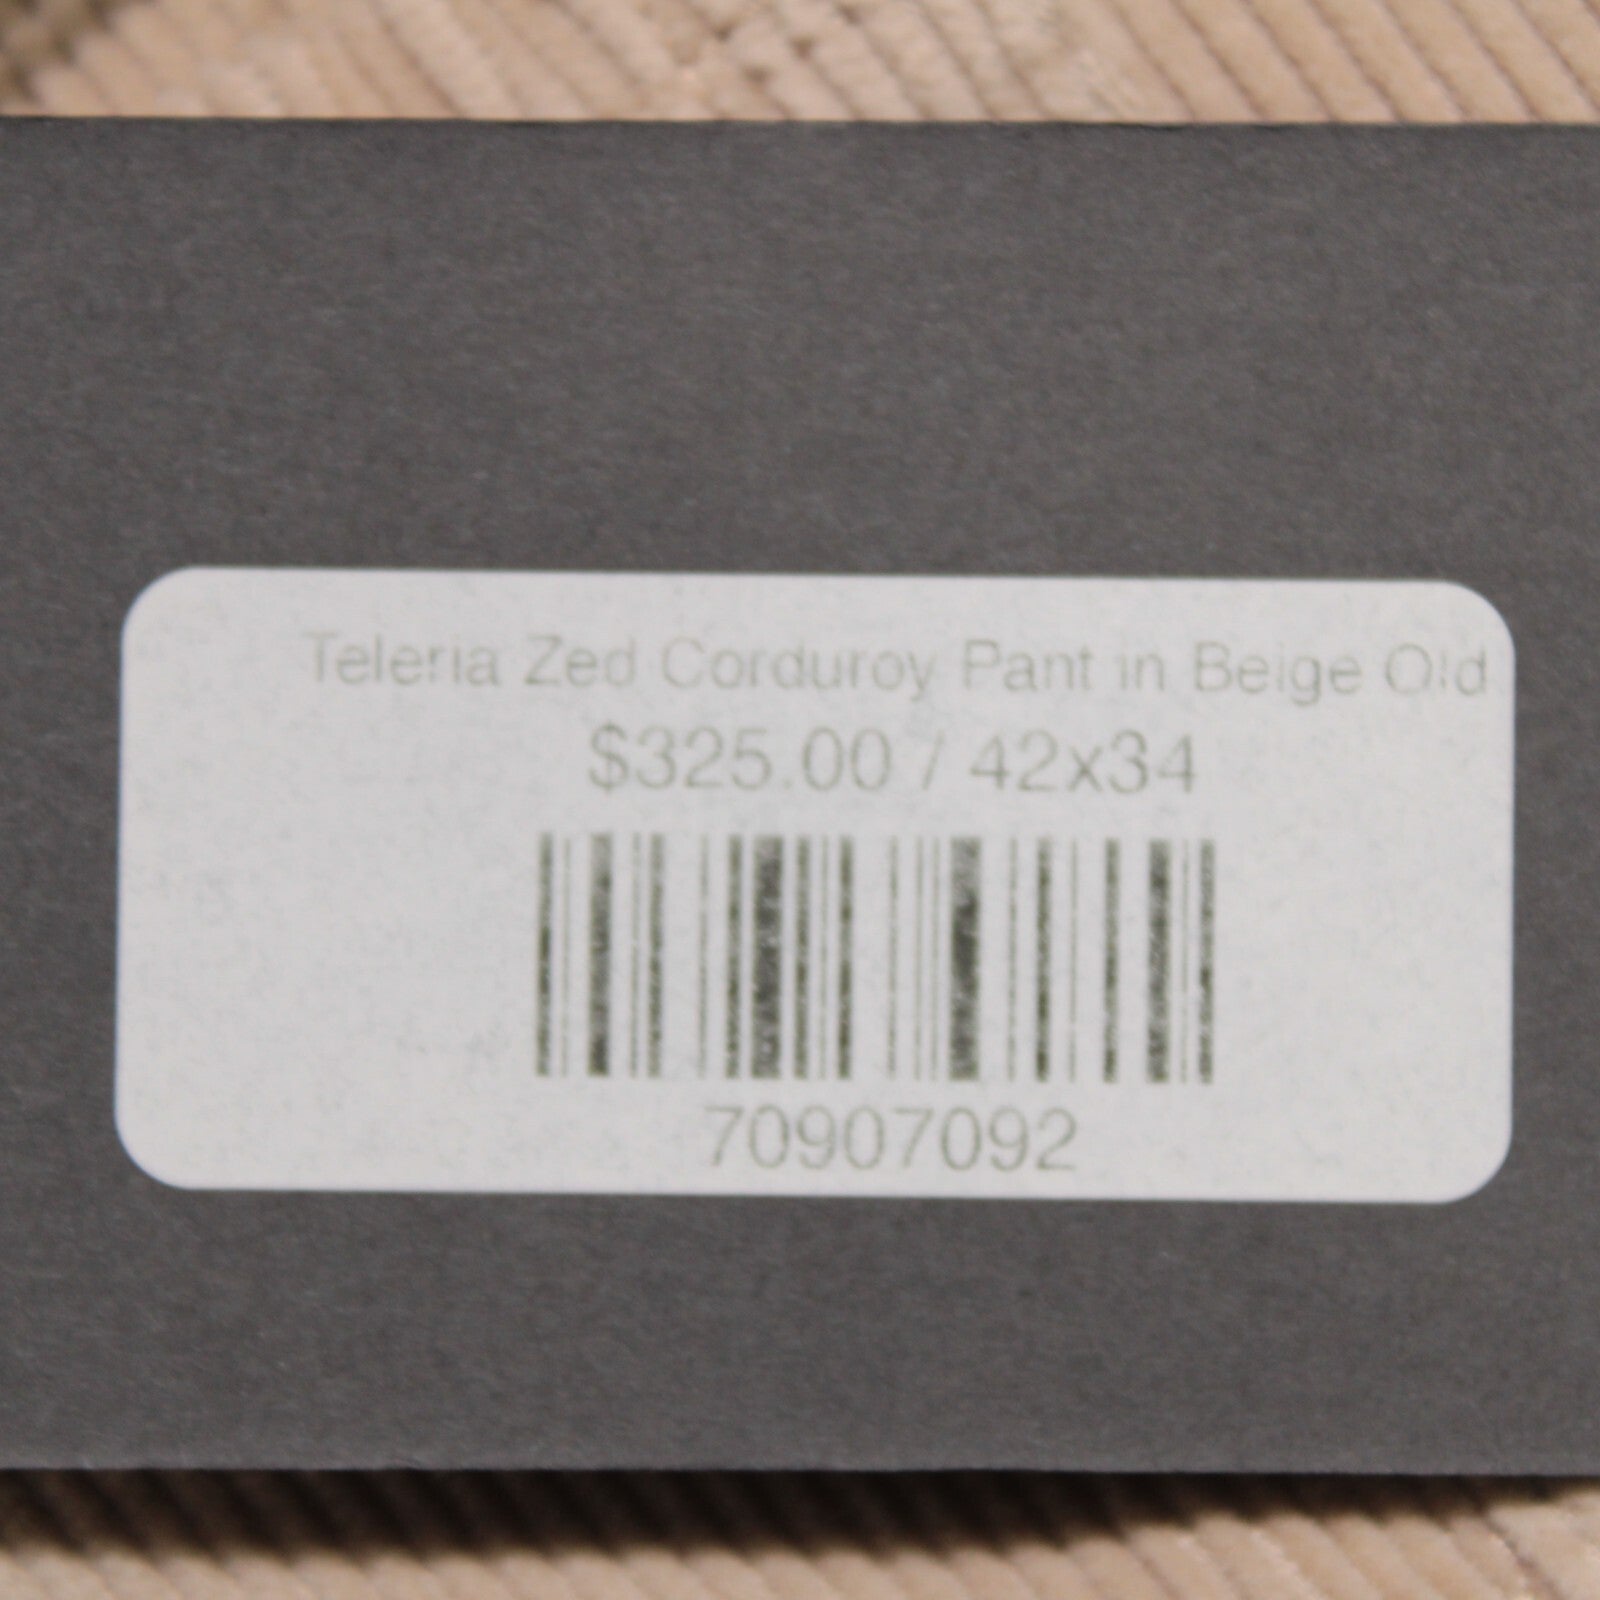 Teleria Zed Corduroy Pant in Beige Old
$325.00 / 42x34
70907092